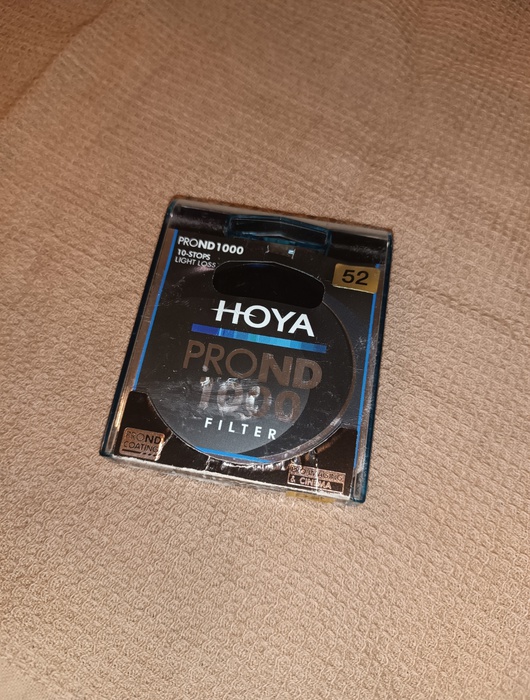 PROND1000
10-STOPS
LIGHT LOSS
52
HOYA
PROND
1000
FILTER
PROND
COATING
& CINEMA